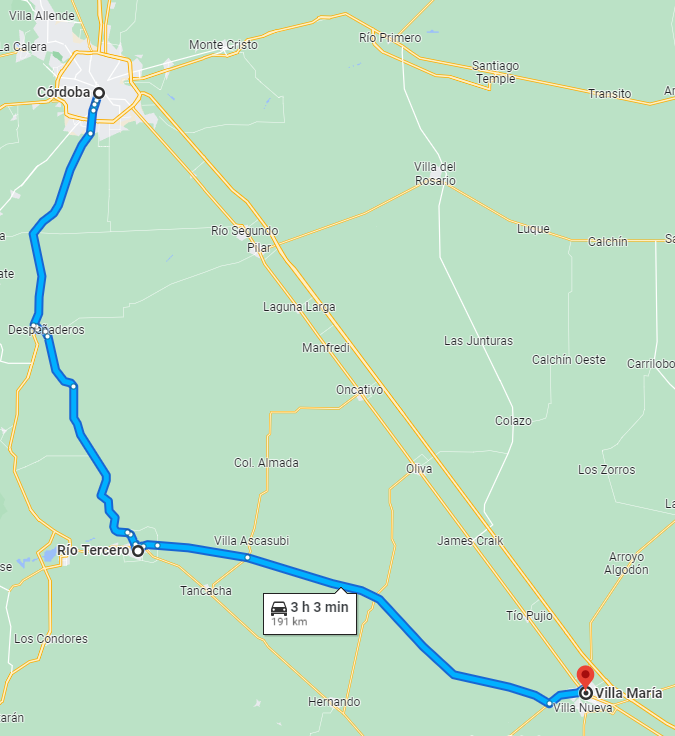 Villa Allende
La Calera
Monte Cristo
Río Primero
Santiago
Temple
Transito
Córdoba
Villa del
Rosario
Río Segundo
Pilar
Luque
Calchín
Laguna Larga
Despeñaderos
Manfredi
Las Junturas
Calchín Oeste
Carrilobo
Oncativo
Colazo
Col. Almada
Oliva
Los Zorros
Villa Ascasubi
James Craik
Río Tercero
Arroyo
Algodón
Tancacha
3 h 3 min
191 km
Tío Pujio
Los Condores
Hernando
Villa María
Villa Nueva